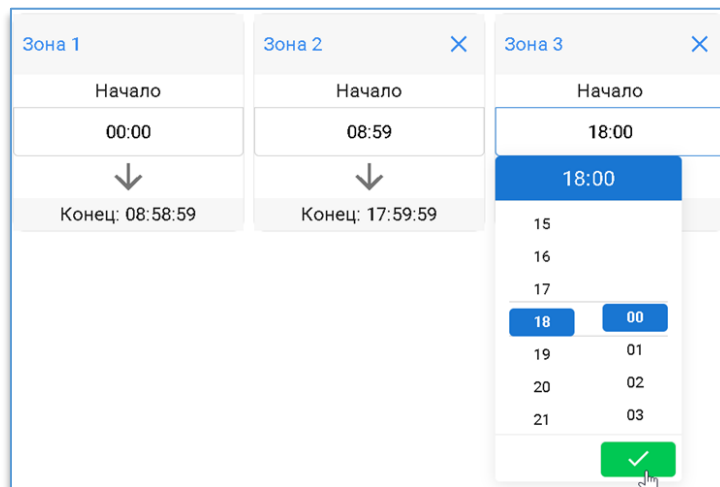 Зона 1
Начало
00:00
Конец: 08:58:59
Зона 2
Начало
08:59
Конец: 17:59:59
Зона 3
Начало
18:00
18:00
15
16
17
18 00
19 01
20 02
21 03